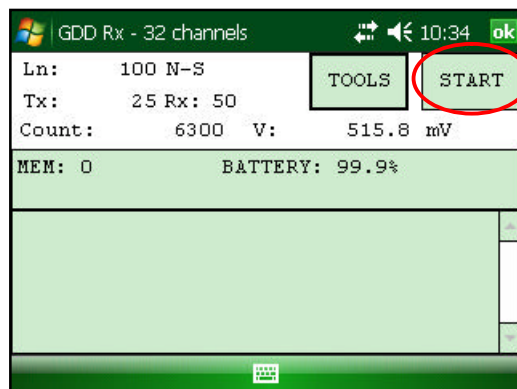 GDD Rx - 32 channels 10:34 ok
Ln: 100 N-S
TOOLS START
Tx: 25 Rx: 50
Count: 6300 V: 515.8 mV
MEM: 0 BATTERY: 99.9%